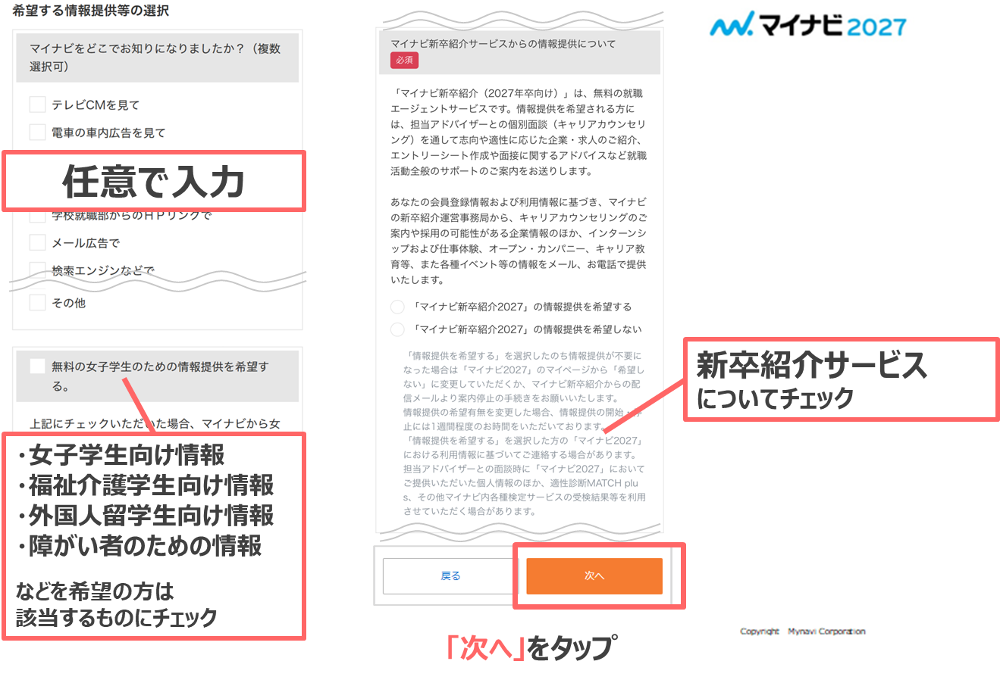 希望する情報提供等の選択
マイナビをどこでお知りになりましたか？（複数
選択可）
テレビCMを見て
電車の車内広告を見て
任意で入力
学校就職部からのＨＰリンクで
メール広告で
検索エンジンなどで
その他
無料の女子学生のための情報提供を希望す
る。
上記にチェックいただいた場合、マイナビから女
・女子学生向け情報
・福祉介護学生向け情報
・外国人留学生向け情報
・障がい者のための情報
などを希望の方は
該当するものにチェック
マイナビ新卒紹介サービスからの情報提供について
必須
「マイナビ新卒紹介（2027年卒向け）」は、無料の就職
エージェントサービスです。情報提供を希望される方に
は、担当アドバイザーとの個別面談（キャリアカウンセリ
ング）を通して志向や適性に応じた企業・求人のご紹介、
エントリーシート作成や面接に関するアドバイスなど就職
活動全般のサポートのご案内をお送りします。
あなたの会員登録情報および利用情報に基づき、マイナビ
の新卒紹介運営事務局から、キャリアカウンセリングのご
案内や採用の可能性がある企業情報のほか、インターンシ
ップおよび仕事体験、オープン・カンパニー、キャリア教
育等、また各種イベント等の情報をメール、お電話で提供
いたします。
「マイナビ新卒紹介2027」の情報提供を希望する
「マイナビ新卒紹介2027」の情報提供を希望しない
「情報提供を希望する」を選択したのち情報提供が不要に
なった場合は「マイナビ2027」のマイページから「希望し
ない」に変更していただくか、マイナビ新卒紹介からの配
信メールより案内停止の手続きをお願いいたします。
情報提供の希望有無を変更した場合、情報提供の開始・停
止には1週間程度のお時間をいただいております。
「情報提供を希望する」を選択した方の「マイナビ2027」
における利用情報に基づいてご連絡する場合があります。
担当アドバイザーとの面談時に「マイナビ2027」において
ご提供いただいた個人情報のほか、適性診断MATCH plu
s、その他マイナビ内各種検定サービスの受検結果等を利用
させていただく場合があります。
戻る
次へ
「次へ」をタップ
マイナビ2027
新卒紹介サービス
についてチェック
Copyright Mynavi Corporation